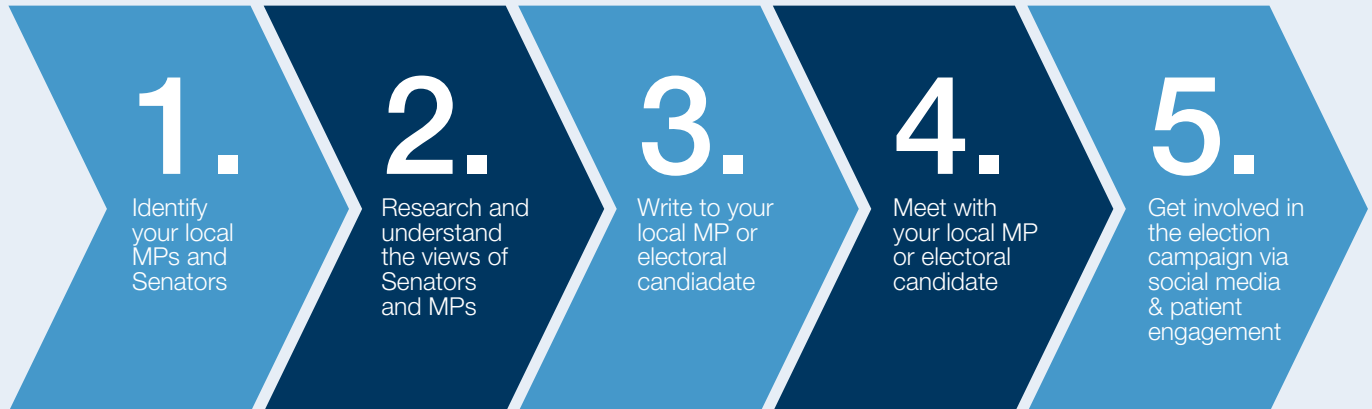 1.
Identify
your local
MPs and
Senators
2.
Research and
understand
the views of
Senators
and MPs
3.
Write to your
local MP or
electoral
candiadate
4.
Meet with
your local MP
or electoral
candidate
5.
Get involved in
the election
campaign via
social media
& patient
engagement